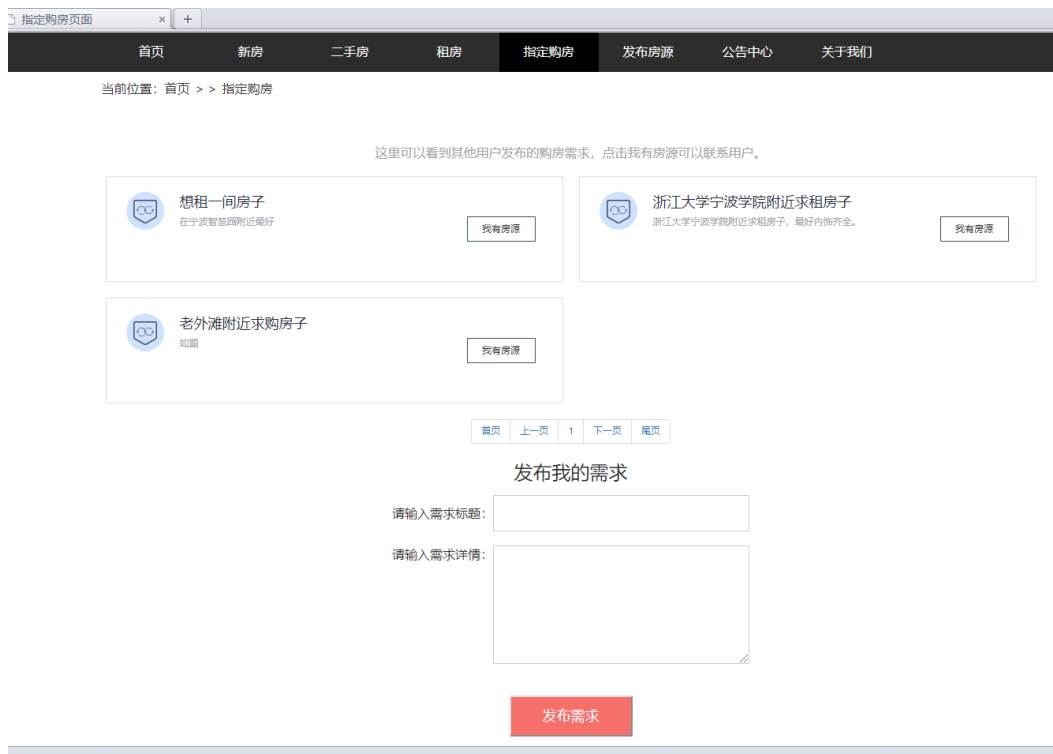 指定购房页面 × +
首页 新房 二手房 租房 指定购房 发布房源 公告中心 关于我们
当前位置：首页 > > 指定购房
这里可以看到其他用户发布的购房需求，点击我有房源可以联系用户。
想租一间房子
在宁波智慧园附近最好
我有房源
浙江大学宁波学院附近求租房子
浙江大学宁波学院附近求租房子，最好内饰齐全。
我有房源
老外滩附近求购房子
如题
我有房源
首页 上一页 1 下一页 尾页
发布我的需求
请输入需求标题：
请输入需求详情：
发布需求